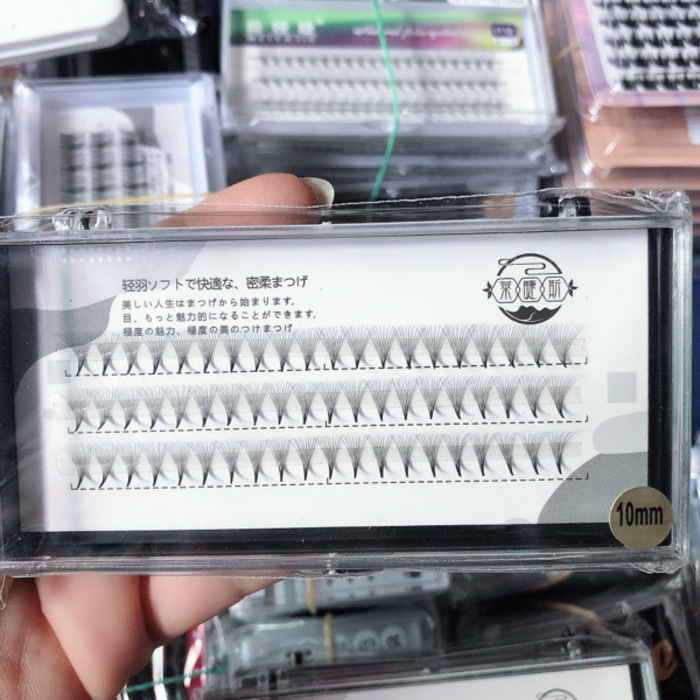 轻羽ソフトで快適な、密柔まつげ
美しい人生はまつげから始まります。
目、もっと魅力的になることができます。
極度の魅力、極度の美のつけまつげ
莱睫斯
10mm